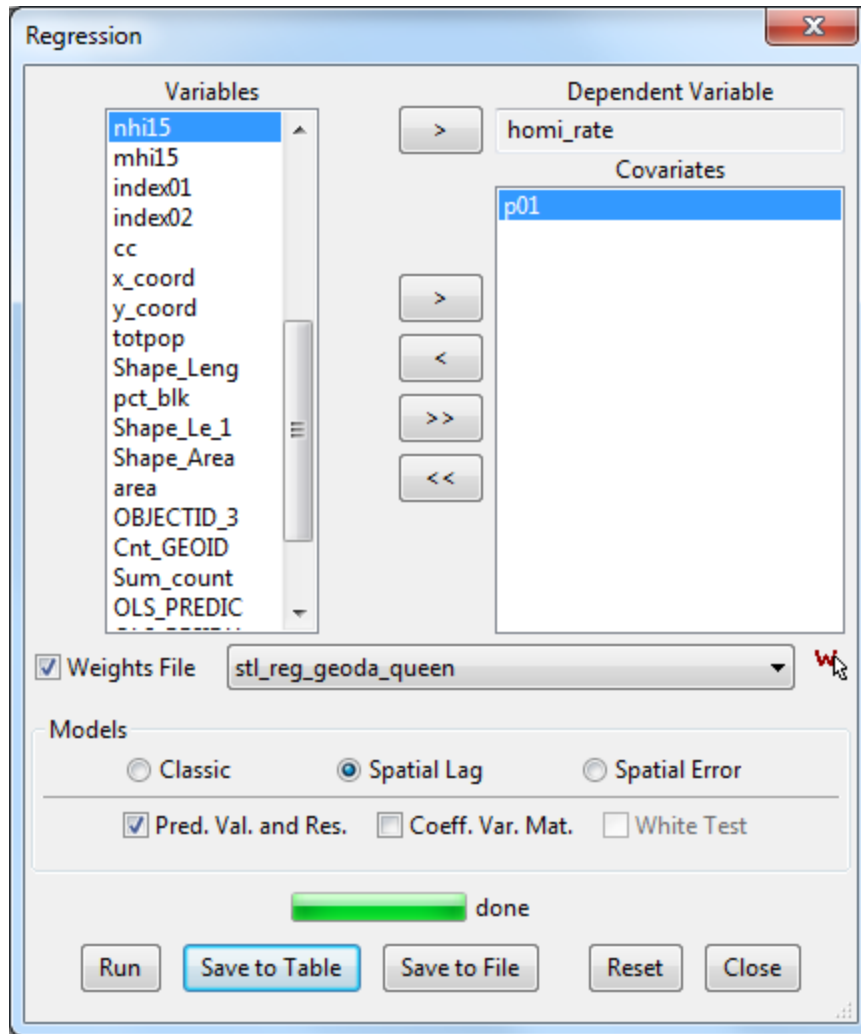 Regression
x
Variables
Dependent Variable
nhi15
>
homi_rate
mhi15
Covariates
index01
p01
index02
cc
x_coord
>
y_coord
totpop
<
Shape_Leng
pct_blk
>>
Shape_Le_1
Shape_Area
<<
area
OBJECTID_3
Cnt_GEOID
Sum_count
OLS_PREDIC
Weights File stl_reg_geoda_queen W
Models
Classic Spatial Lag Spatial Error
Pred. Val. and Res. Coeff. Var. Mat. White Test
done
Run Save to Table Save to File Reset Close